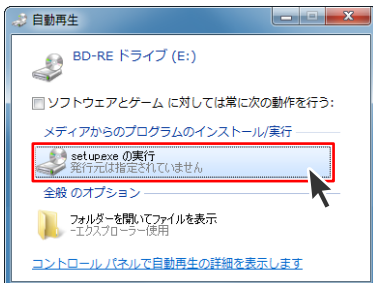 自動再生
BD-RE ドライブ (E:)
ソフトウェアとゲーム に対しては常に次の動作を行う:
メディアからのプログラムのインストール/実行
setup.exe の実行
発行元は指定されていません
全般 のオプション
フォルダーを開いてファイルを表示
-エクスプローラー使用
コントロール パネルで自動再生の詳細を表示します